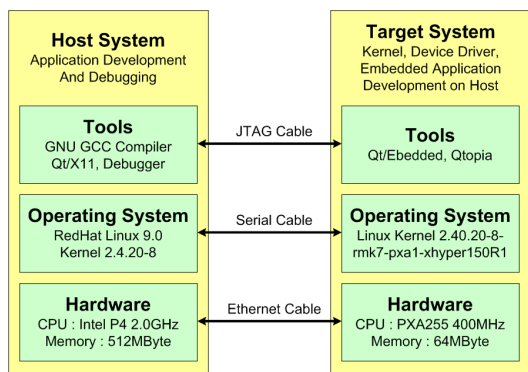 Host System
Application Development
And Debugging
Tools
GNU GCC Compiler
Qt/X11, Debugger
Operating System
RedHat Linux 9.0
Kernel 2.4.20-8
Hardware
CPU : Intel P4 2.0GHz
Memory : 512MByte
JTAG Cable
Serial Cable
Ethernet Cable
Target System
Kernel, Device Driver,
Embedded Application
Development on Host
Tools
Qt/Ebedded, Qtopia
Operating System
Linux Kernel 2.40.20-8-
rmk7-pxa1-xhyper150R1
Hardware
CPU : PXA255 400MHz
Memory : 64MByte